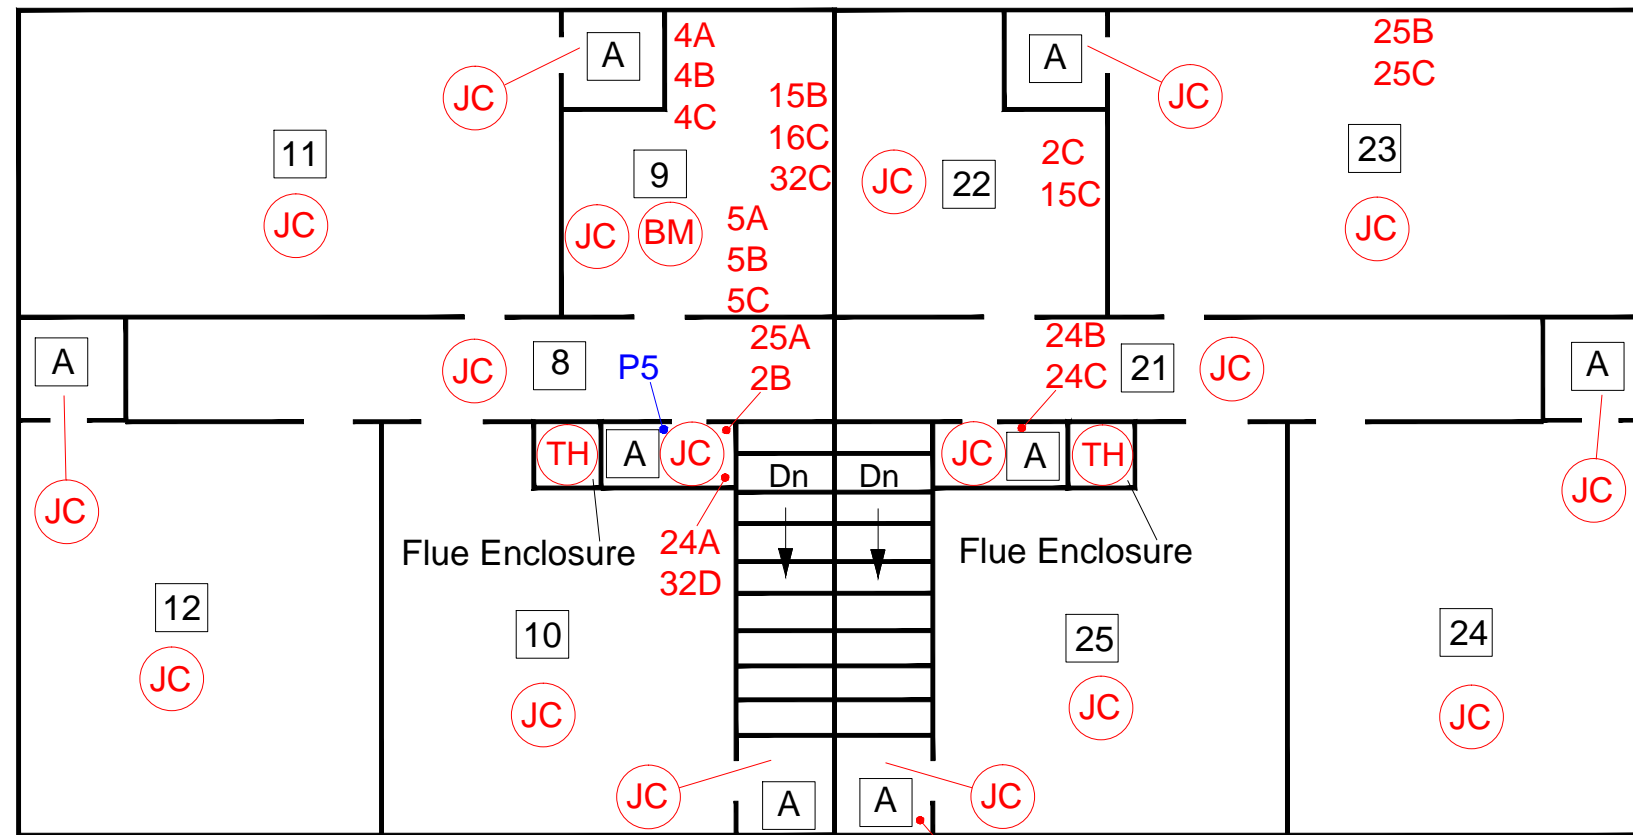 4A
4B
4C
A
JC
11
JC
15B
16C
32C
9
JC
BM
5A
5B
5C
A
JC
22
JC
2C
15C
25B
25C
23
JC
A
JC
8
P5
25A
2B
24B
24C
21
JC
A
TH
A
JC
Dn
Dn
JC
A
TH
JC
JC
Flue Enclosure
24A
32D
Flue Enclosure
12
JC
10
JC
25
JC
24
JC
JC
A
A
JC